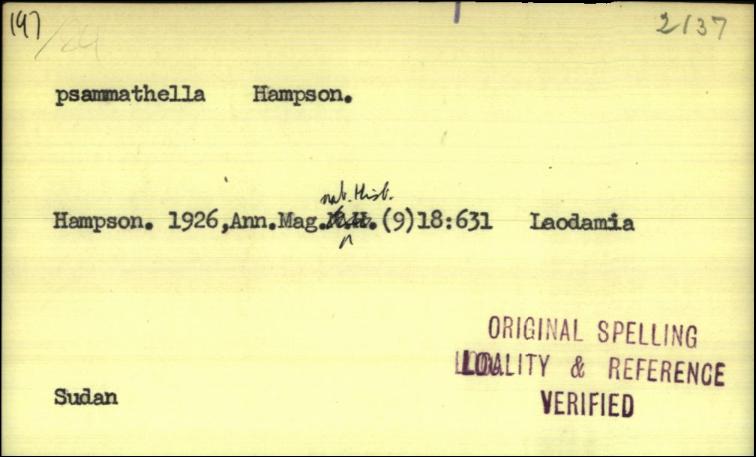 197
2137
psammathella Hampson.
nat. Hist.
Hampson. 1926,Ann.Mag.N.H.(9)18:631 Laodamia
ORIGINAL SPELLING
LOCALITY & REFERENCE
VERIFIED
Sudan